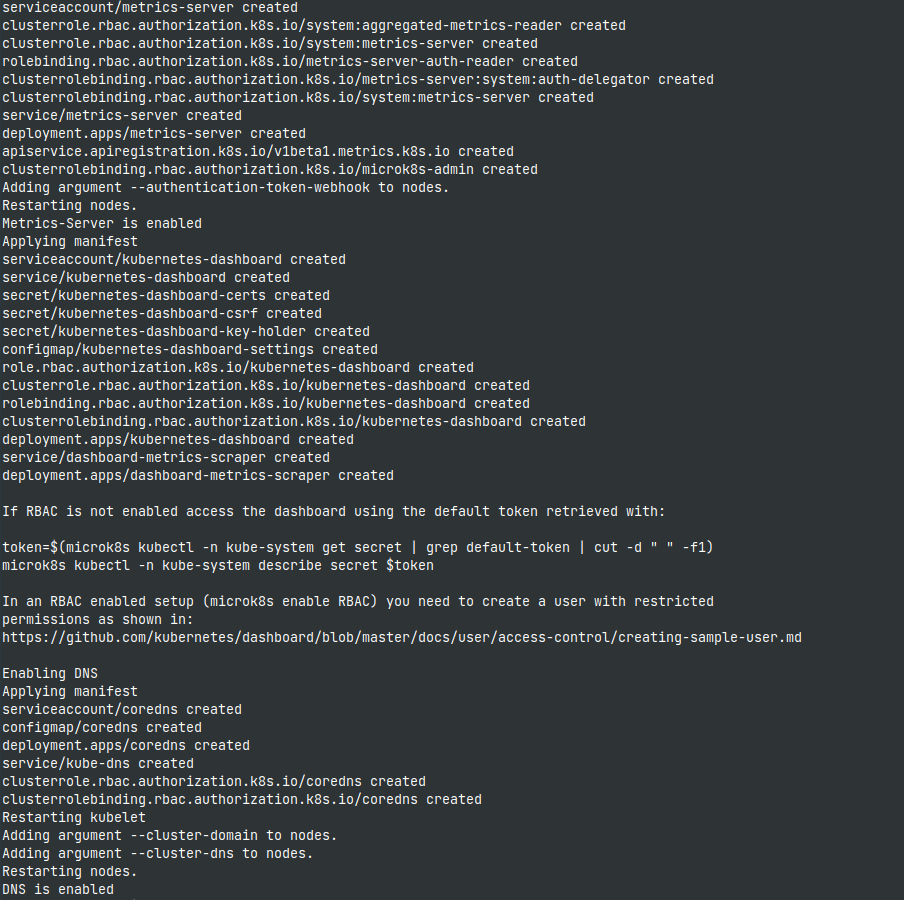 serviceaccount/metrics-server created
clusterrole.rbac.authorization.k8s.io/system:aggregated-metrics-reader created
clusterrole.rbac.authorization.k8s.io/system:metrics-server created
rolebinding.rbac.authorization.k8s.io/metrics-server-auth-reader created
clusterrolebinding.rbac.authorization.k8s.io/metrics-server:system:auth-delegator created
clusterrolebinding.rbac.authorization.k8s.io/system:metrics-server created
service/metrics-server created
deployment.apps/metrics-server created
apiservice.apiregistration.k8s.io/v1beta1.metrics.k8s.io created
clusterrolebinding.rbac.authorization.k8s.io/microk8s-admin created
Adding argument --authentication-token-webhook to nodes.
Restarting nodes.
Metrics-Server is enabled
Applying manifest
serviceaccount/kubernetes-dashboard created
service/kubernetes-dashboard created
secret/kubernetes-dashboard-certs created
secret/kubernetes-dashboard-csrf created
secret/kubernetes-dashboard-key-holder created
configmap/kubernetes-dashboard-settings created
role.rbac.authorization.k8s.io/kubernetes-dashboard created
clusterrole.rbac.authorization.k8s.io/kubernetes-dashboard created
rolebinding.rbac.authorization.k8s.io/kubernetes-dashboard created
clusterrolebinding.rbac.authorization.k8s.io/kubernetes-dashboard created
deployment.apps/kubernetes-dashboard created
service/dashboard-metrics-scraper created
deployment.apps/dashboard-metrics-scraper created

If RBAC is not enabled access the dashboard using the default token retrieved with:

token=$(microk8s kubectl -n kube-system get secret | grep default-token | cut -d " " -f1)
microk8s kubectl -n kube-system describe secret $token

In an RBAC enabled setup (microk8s enable RBAC) you need to create a user with restricted
permissions as shown in:
https://github.com/kubernetes/dashboard/blob/master/docs/user/access-control/creating-sample-user.md

Enabling DNS
Applying manifest
serviceaccount/coredns created
configmap/coredns created
deployment.apps/coredns created
service/kube-dns created
clusterrole.rbac.authorization.k8s.io/coredns created
clusterrolebinding.rbac.authorization.k8s.io/coredns created
Restarting kubelet
Adding argument --cluster-domain to nodes.
Adding argument --cluster-dns to nodes.
Restarting nodes.
DNS is enabled